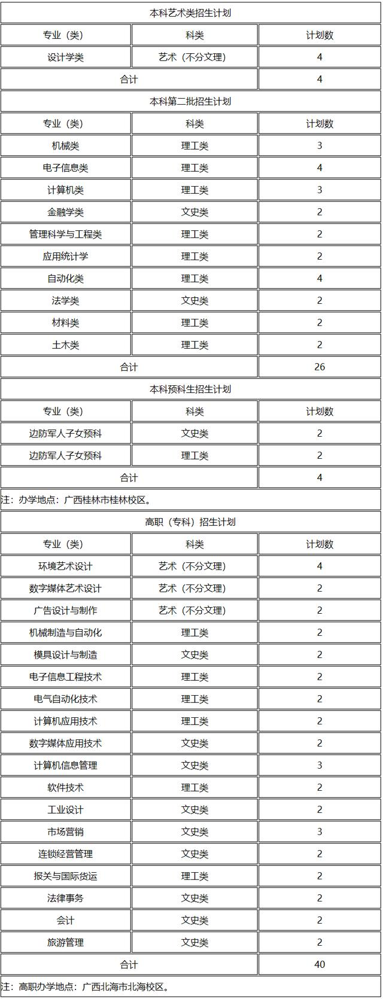 本科艺术类招生计划
专业（类） 科类 计划数
设计学类 艺术（不分文理） 4
合计 4
本科第二批招生计划
专业（类） 科类 计划数
机械类 理工类 3
电子信息类 理工类 4
计算机类 理工类 3
金融学类 文史类 2
管理科学与工程类 理工类 2
应用统计学 理工类 2
自动化类 理工类 4
法学类 文史类 2
材料类 理工类 2
土木类 理工类 2
合计 26
本科预科生招生计划
专业（类） 科类 计划数
边防军人子女预科 文史类 2
边防军人子女预科 理工类 2
合计 4
注：办学地点：广西桂林市桂林校区。
高职（专科）招生计划
专业（类） 科类 计划数
环境艺术设计 艺术（不分文理） 4
数字媒体艺术设计 艺术（不分文理） 2
广告设计与制作 艺术（不分文理） 2
机械制造与自动化 理工类 2
模具设计与制造 文史类 2
电子信息工程技术 理工类 2
电气自动化技术 理工类 2
计算机应用技术 理工类 2
数字媒体应用技术 文史类 2
计算机信息管理 文史类 3
软件技术 理工类 2
工业设计 文史类 2
市场营销 文史类 3
连锁经营管理 文史类 2
报关与国际货运 理工类 2
法律事务 文史类 2
会计 文史类 2
旅游管理 文史类 2
合计 40
注：高职办学地点：广西北海市北海校区。